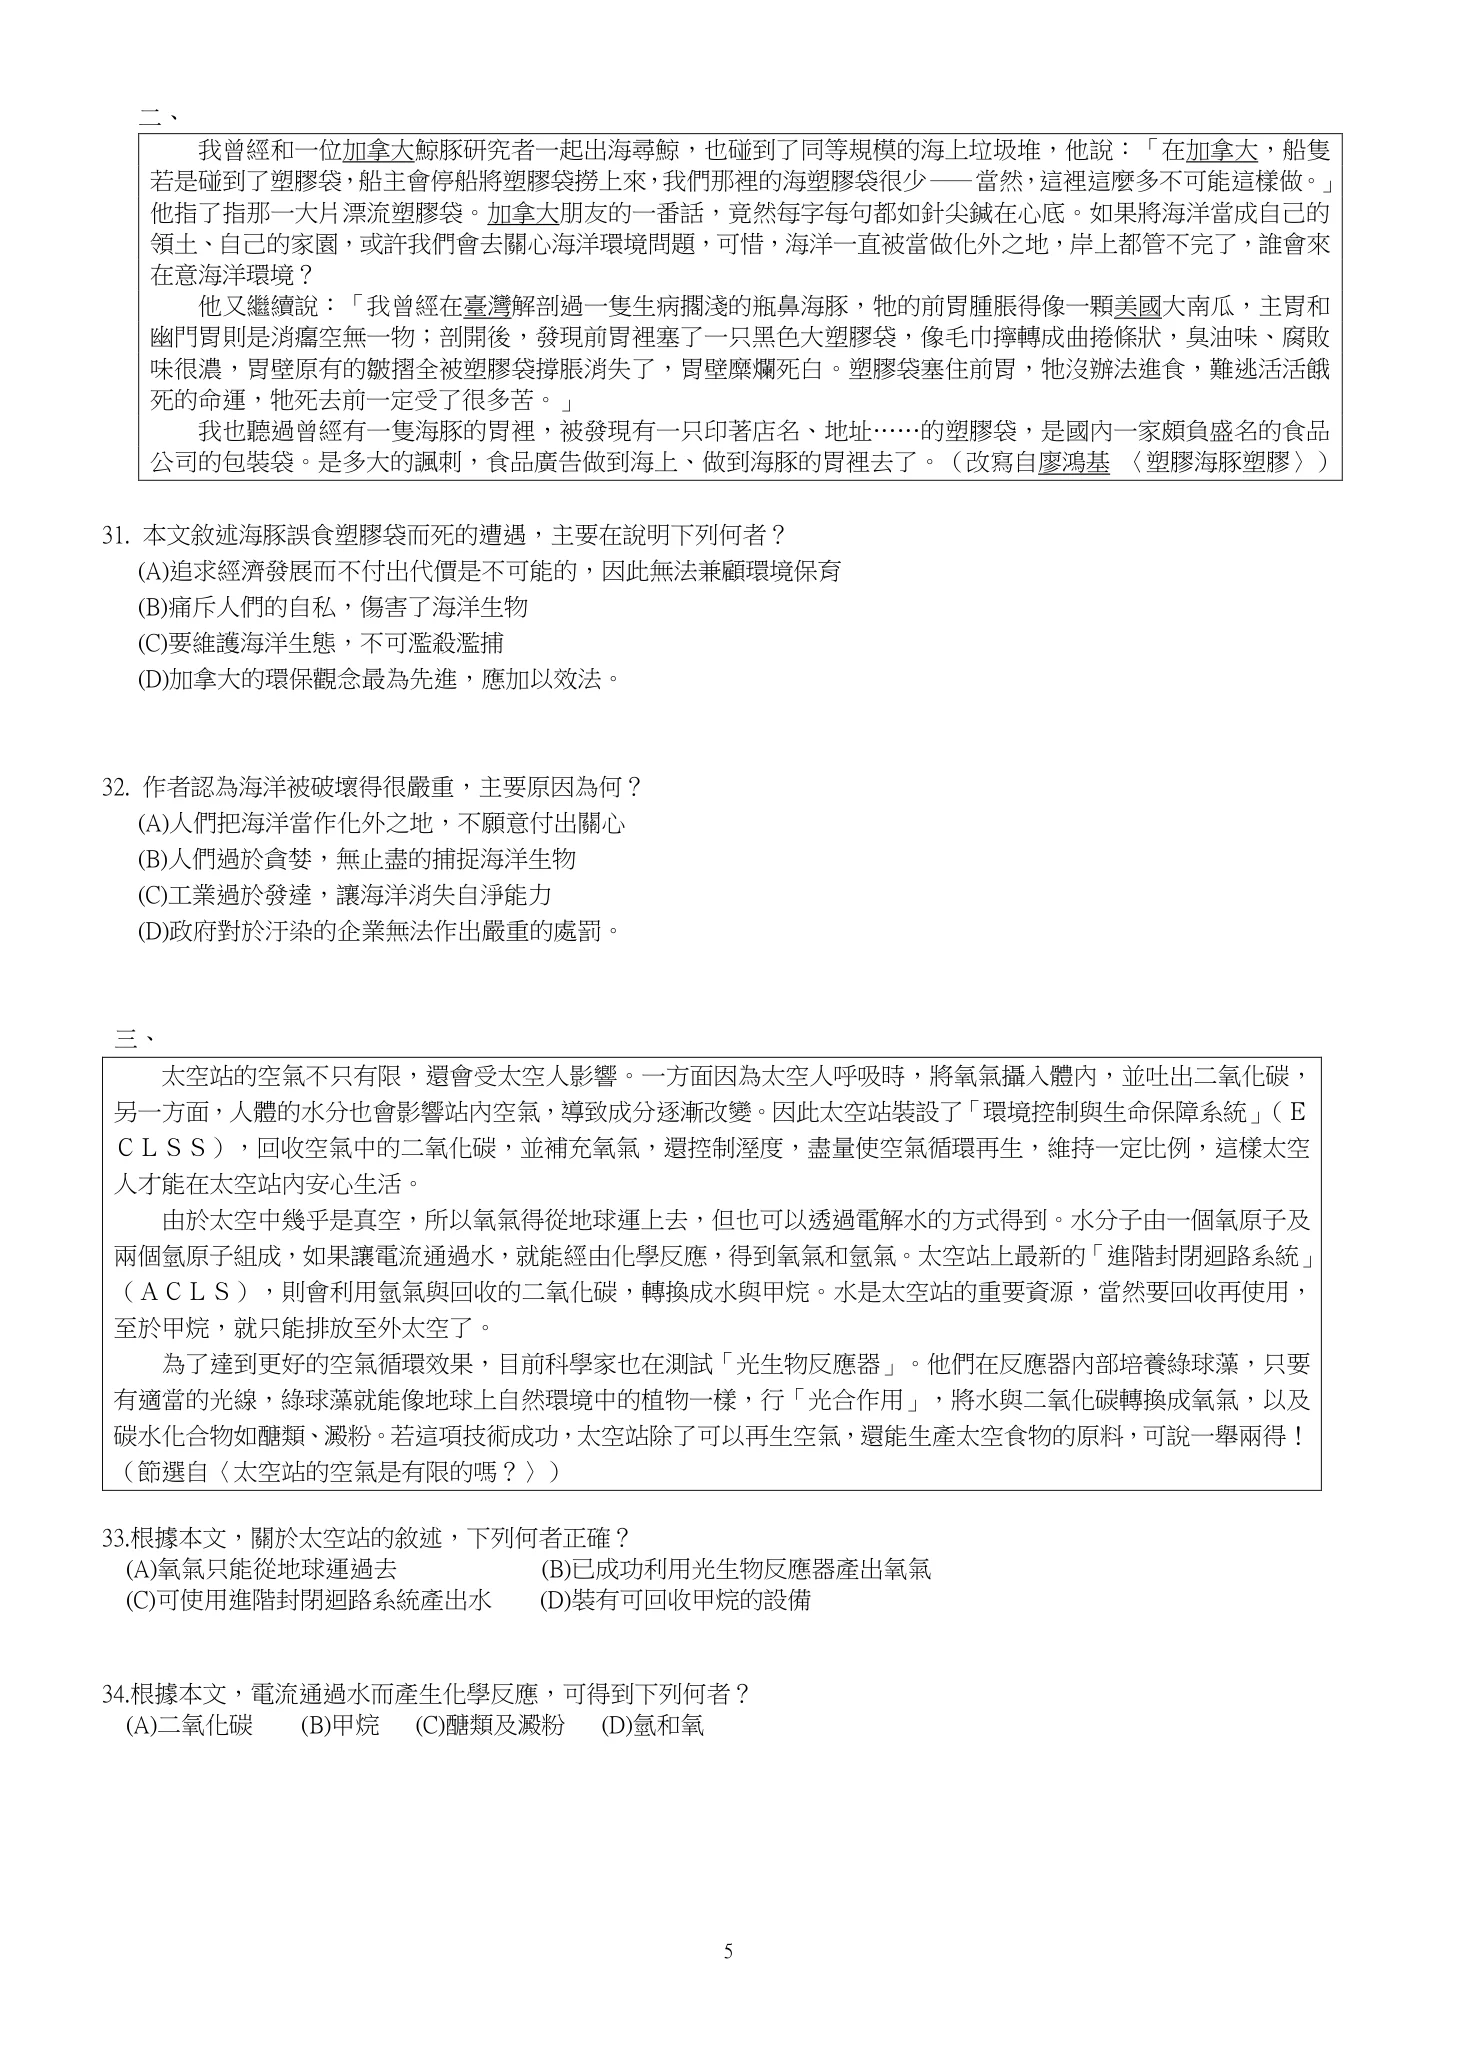 二、
我曾經和一位加拿大鯨豚研究者一起出海尋鯨，也碰到了同等規模的海上垃圾堆，他說：「在加拿大，船隻
若是碰到了塑膠袋，船主會停船將塑膠袋撈上來，我們那裡的海塑膠袋很少——當然，這裡這麼多不可能這樣做。」
他指了指那一大片漂流塑膠袋。加拿大朋友的一番話，竟然每字每句都如針尖鍼在心底。如果將海洋當成自己的
領土、自己的家園，或許我們會去關心海洋環境問題，可惜，海洋一直被當做化外之地，岸上都管不完了，誰會來
在意海洋環境？
他又繼續說：「我曾經在臺灣解剖過一隻生病擱淺的瓶鼻海豚，牠的前胃腫脹得像一顆美國大南瓜，主胃和
幽門胃則是消癟空無一物；剖開後，發現前胃裡塞了一只黑色大塑膠袋，像毛巾擰轉成曲捲條狀，臭油味、腐敗
味很濃，胃壁原有的皺摺全被塑膠袋撐脹消失了，胃壁糜爛死白。塑膠袋塞住前胃，牠沒辦法進食，難逃活活餓
死的命運，牠死去前一定受了很多苦。」
我也聽過曾經有一隻海豚的胃裡，被發現有一只印著店名、地址……的塑膠袋，是國內一家頗負盛名的食品
公司的包裝袋。是多大的諷刺，食品廣告做到海上、做到海豚的胃裡去了。（改寫自廖鴻基 〈塑膠海豚塑膠〉）
31. 本文敘述海豚誤食塑膠袋而死的遭遇，主要在說明下列何者？
(A)追求經濟發展而不付出代價是不可能的，因此無法兼顧環境保育
(B)痛斥人們的自私，傷害了海洋生物
(C)要維護海洋生態，不可濫殺濫捕
(D)加拿大的環保觀念最為先進，應加以效法。
32. 作者認為海洋被破壞得很嚴重，主要原因為何？
(A)人們把海洋當作化外之地，不願意付出關心
(B)人們過於貪婪，無止盡的捕捉海洋生物
(C)工業過於發達，讓海洋消失自淨能力
(D)政府對於汙染的企業無法作出嚴重的處罰。
三、
太空站的空氣不只有限，還會受太空人影響。一方面因為太空人呼吸時，將氧氣攝入體內，並吐出二氧化碳，
另一方面，人體的水分也會影響站內空氣，導致成分逐漸改變。因此太空站裝設了「環境控制與生命保障系統」（Ｅ
ＣＬＳＳ），回收空氣中的二氧化碳，並補充氧氣，還控制溼度，盡量使空氣循環再生，維持一定比例，這樣太空
人才能在太空站內安心生活。
由於太空中幾乎是真空，所以氧氣得從地球運上去，但也可以透過電解水的方式得到。水分子由一個氧原子及
兩個氫原子組成，如果讓電流通過水，就能經由化學反應，得到氧氣和氫氣。太空站上最新的「進階封閉迴路系統」
（ＡＣＬＳ），則會利用氫氣與回收的二氧化碳，轉換成水與甲烷。水是太空站的重要資源，當然要回收再使用，
至於甲烷，就只能排放至外太空了。
為了達到更好的空氣循環效果，目前科學家也在測試「光生物反應器」。他們在反應器內部培養綠球藻，只要
有適當的光線，綠球藻就能像地球上自然環境中的植物一樣，行「光合作用」，將水與二氧化碳轉換成氧氣，以及
碳水化合物如醣類、澱粉。若這項技術成功，太空站除了可以再生空氣，還能生產太空食物的原料，可說一舉兩得！
（節選自〈太空站的空氣是有限的嗎？〉）
33.根據本文，關於太空站的敘述，下列何者正確？
(A)氧氣只能從地球運過去 (B)已成功利用光生物反應器產出氧氣
(C)可使用進階封閉迴路系統產出水 (D)裝有可回收甲烷的設備
34.根據本文，電流通過水而產生化學反應，可得到下列何者？
(A)二氧化碳 (B)甲烷 (C)醣類及澱粉 (D)氫和氧
5